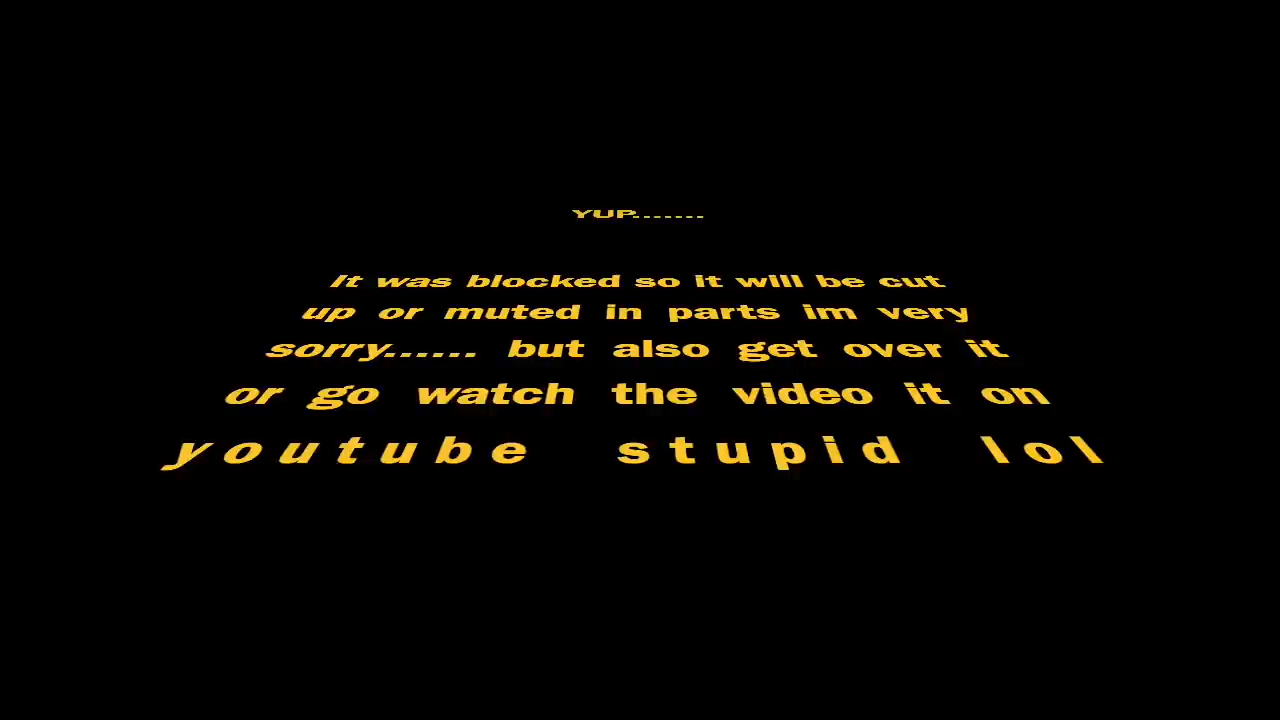 YUP.......
It was blocked so it will be cut
up or muted in parts im very
sorry...... but also get over it
or go watch the video it on
youtube stupid lol